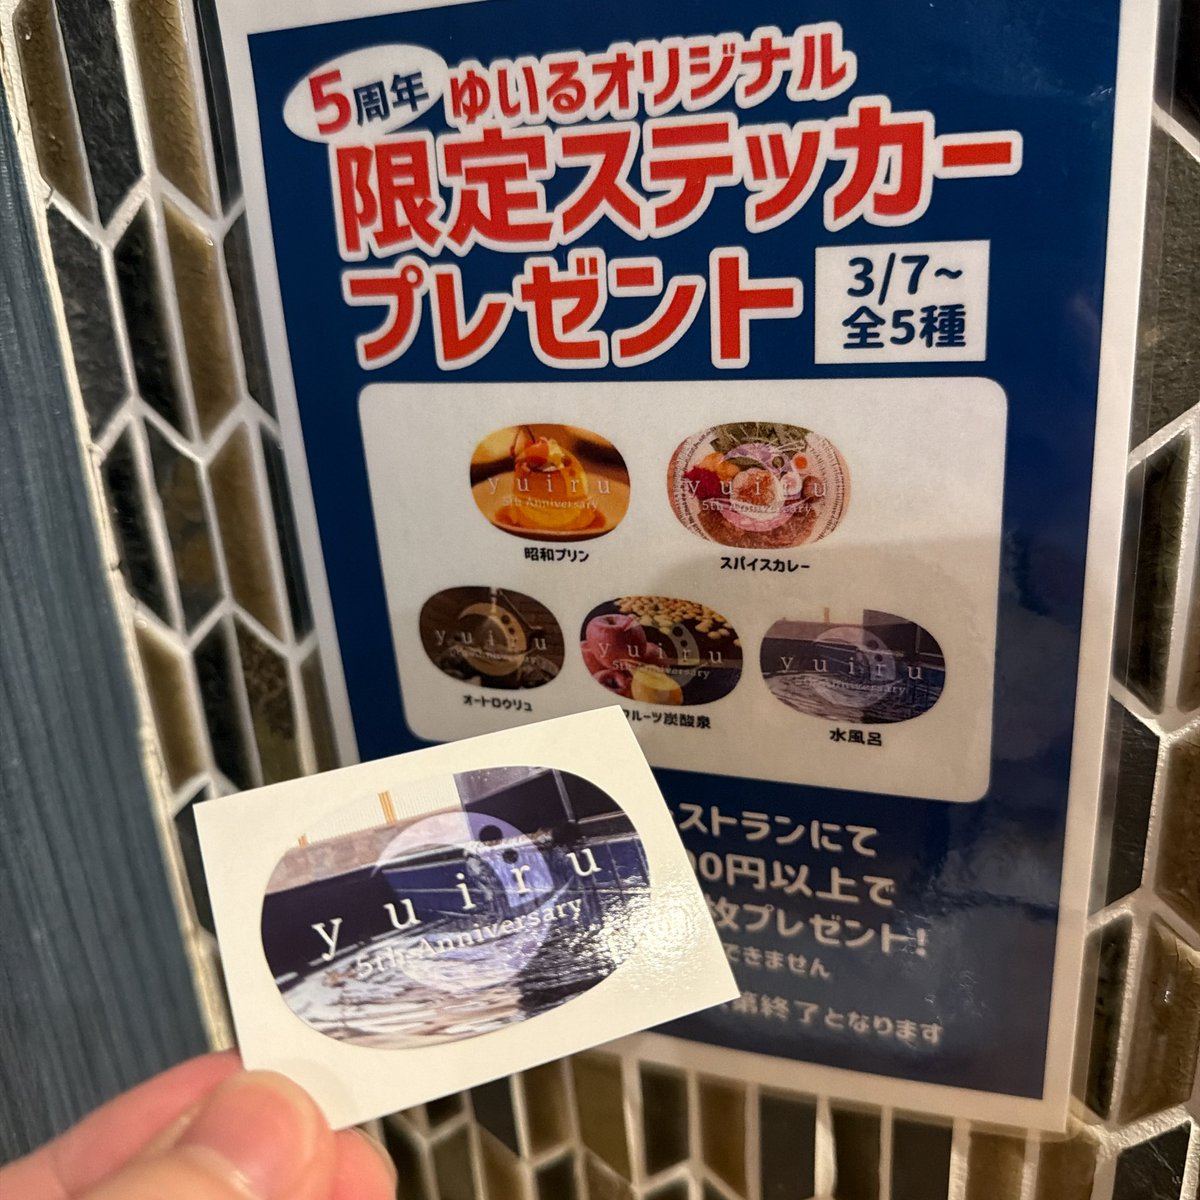 5周年
ゆいるオリジナル
限定ステッカー
プレゼント
3/7~
全5種
yuiru
5th Anniversary
昭和プリン
yuiru
5th Anniversary
スパイスカレー
yuiru
5th Anniversary
オートロウリュ
yuiru
5th Anniversary
ルーツ炭酸泉
yuiru
5th Anniversary
水風呂
ストランにて
00円以上で
枚プレゼント!
できません
第終了となります
yuiru
5th Anniversary